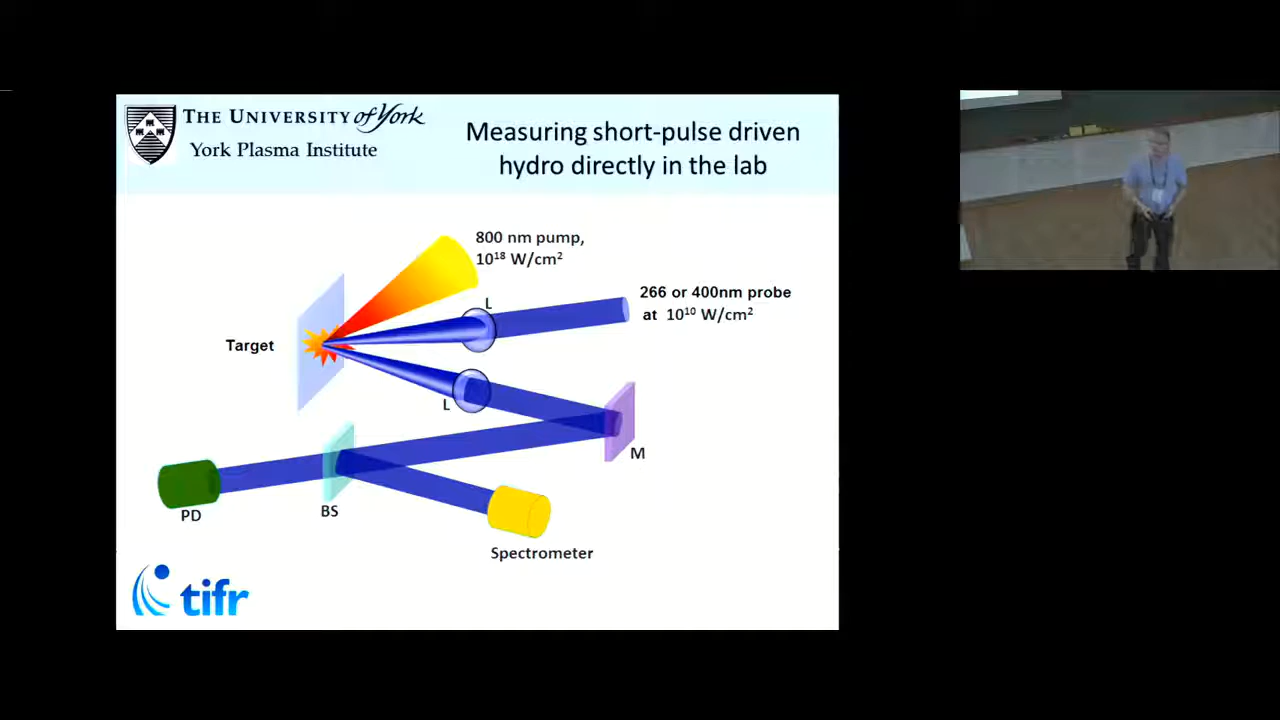 THE UNIVERSITY of York
York Plasma Institute
Measuring short-pulse driven
hydro directly in the lab
800 nm pump,
10¹⁸ W/cm²
L
266 or 400nm probe
at 10¹⁰ W/cm²
Target
L
M
PD
BS
Spectrometer
tifr